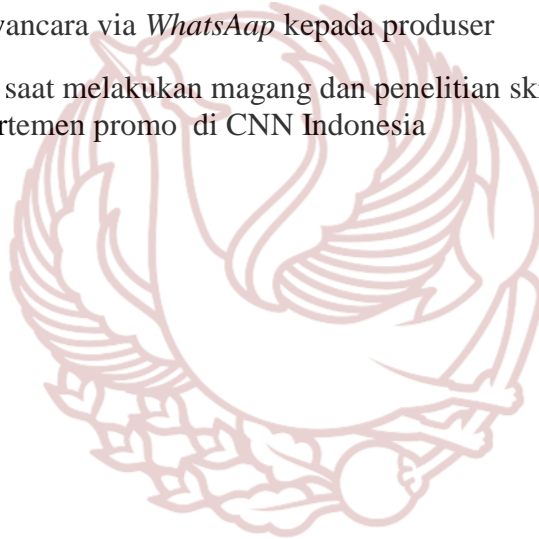 wancara via WhatsAap kepada produser
saat melakukan magang dan penelitian sk
rtemen promo di CNN Indonesia